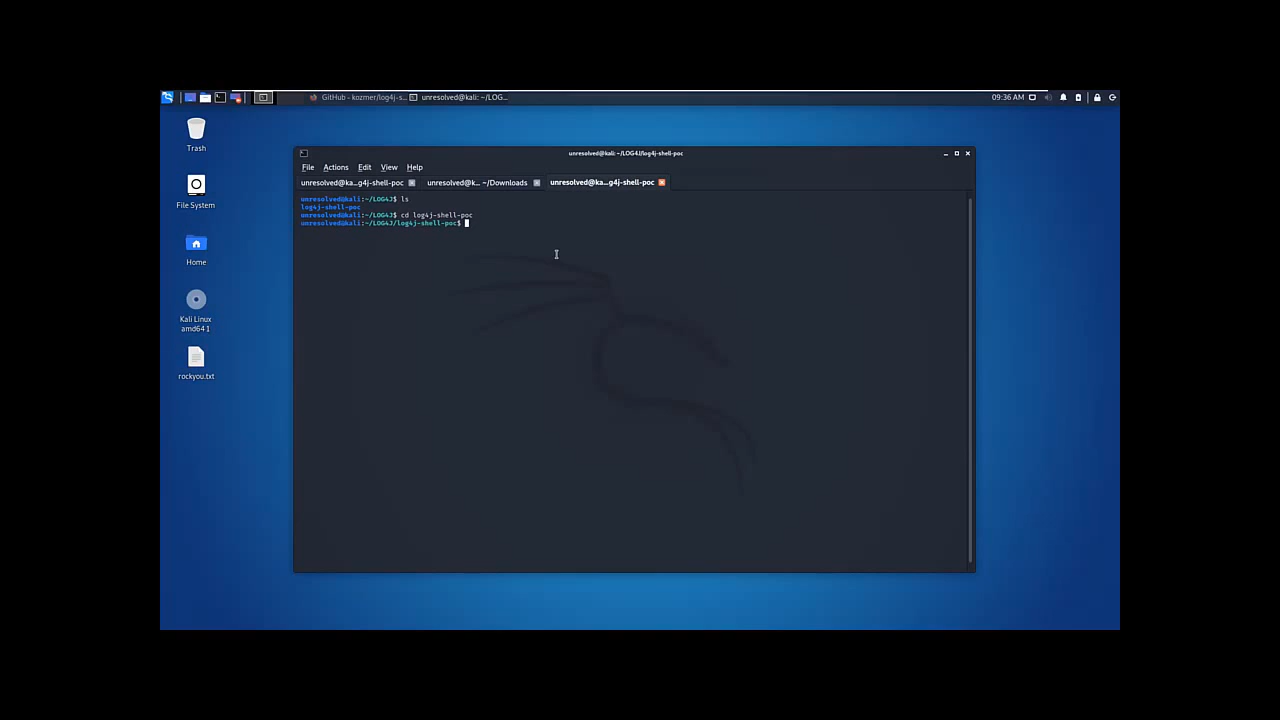 GitHub - kozmer/log4j-s...
unresolved@kali: ~/LOG...
09:36 AM
Trash
File System
Home
Kali Linux
amd64 1
rockyou.txt
unresolved@kali: ~/LOG4J/log4j-shell-poc
File Actions Edit View Help
unresolved@ka...g4j-shell-poc
unresolved@k... ~/Downloads
unresolved@ka...g4j-shell-poc
unresolved@kali:~/LOG4J$ ls
log4j-shell-poc
unresolved@kali:~/LOG4J$ cd log4j-shell-poc
unresolved@kali:~/LOG4J/log4j-shell-poc$